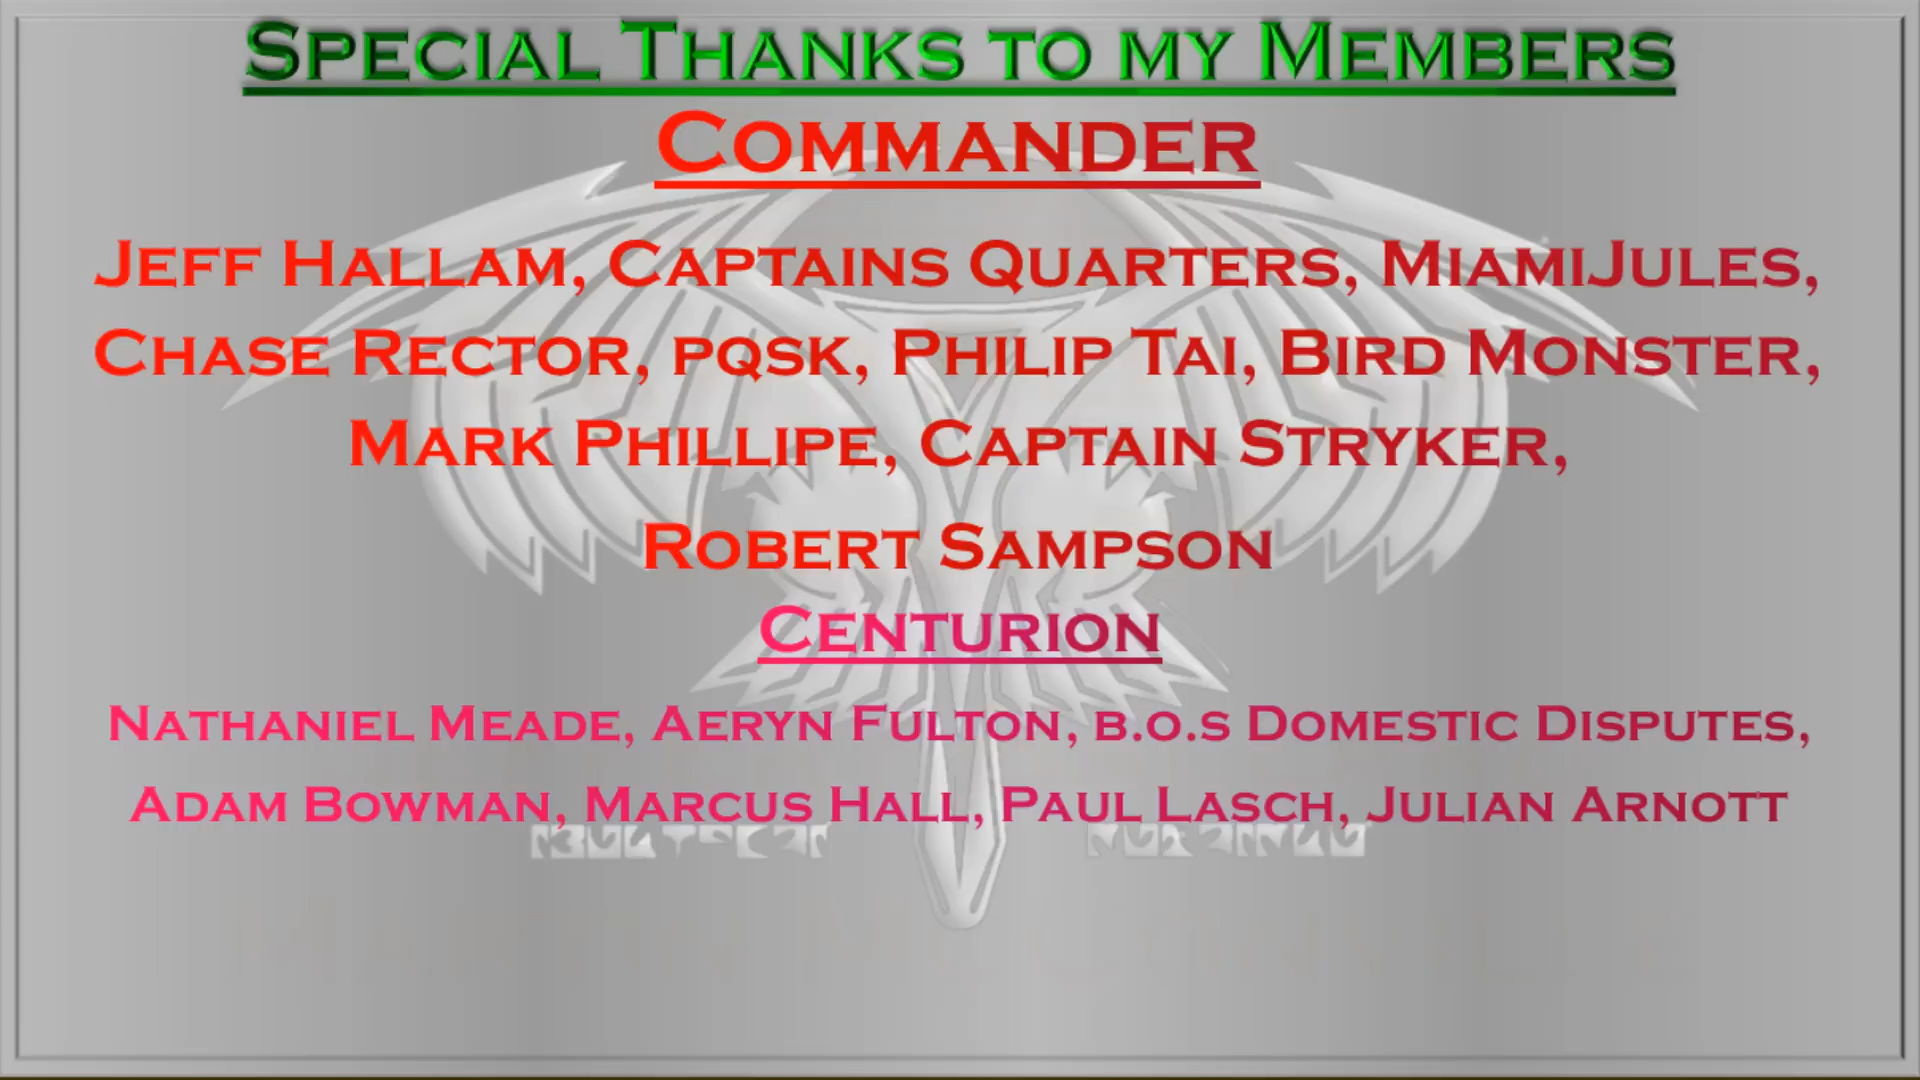 Special Thanks to my Members
Commander
Jeff Hallam, Captains Quarters, MiamiJules,
Chase Rector, pqsk, Philip Tai, Bird Monster,
Mark Phillipe, Captain Stryker,
Robert Sampson
Centurion
Nathaniel Meade, Aeryn Fulton, b.o.s Domestic Disputes,
Adam Bowman, Marcus Hall, Paul Lasch, Julian Arnott